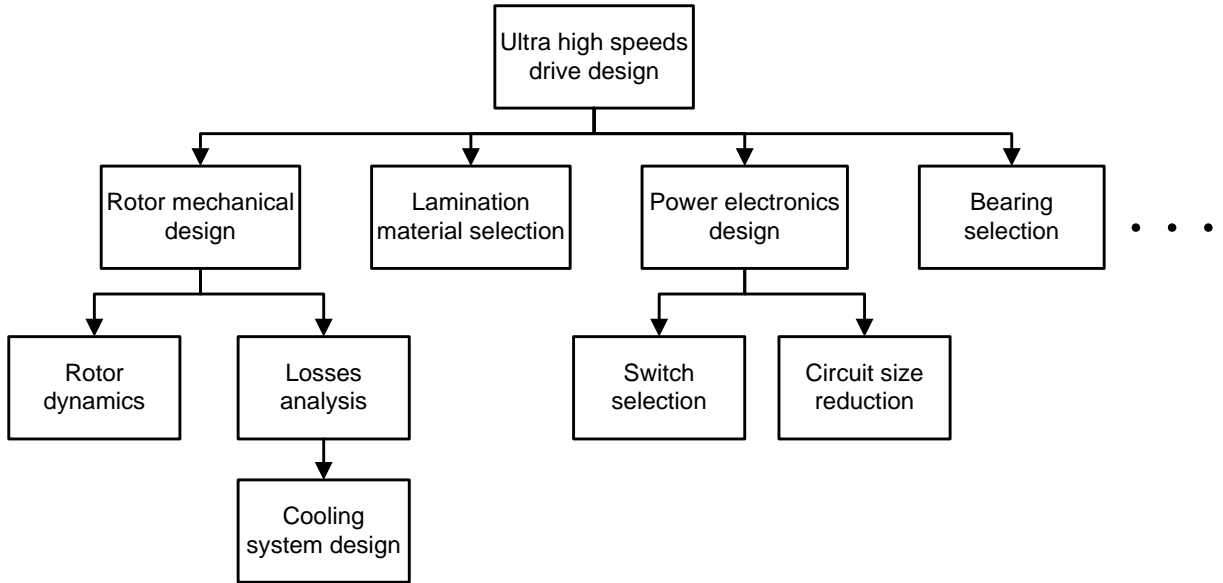 Ultra high speeds
drive design
Rotor mechanical
design
Lamination
material selection
Power electronics
design
Bearing
selection
. . .
Rotor
dynamics
Losses
analysis
Switch
selection
Circuit size
reduction
Cooling
system design